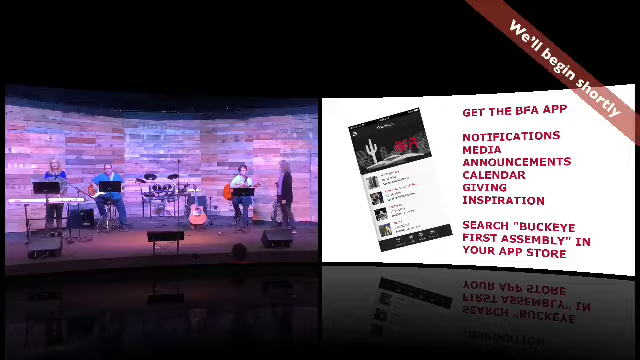 We'll begin shortly
GET THE BFA APP
NOTIFICATIONS
MEDIA
ANNOUNCEMENTS
CALENDAR
GIVING
INSPIRATION
SEARCH "BUCKEYE
FIRST ASSEMBLY" IN
YOUR APP STORE
BFA